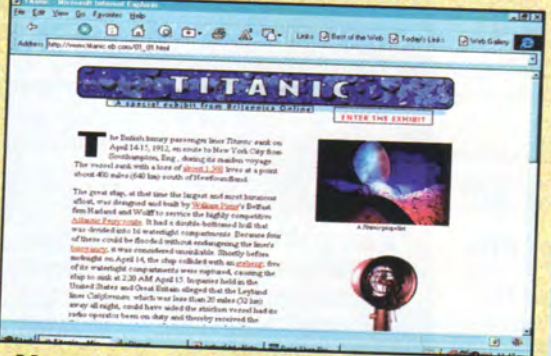 Titanic - Microsoft Internet Explorer
File Edit View Go Favorites Help
Links Best of the Web Today's Links Web Gallery
Address http://www.titanic.eb.com/01_01.html
TITANIC
A special exhibit from Britannica Online
ENTER THE EXHIBIT
The British luxury passenger liner Titanic sank on
April 14-15, 1912, en route to New York City from
Southampton, Eng., during its maiden voyage.
The vessel sank with a loss of about 1,500 lives at a point
about 400 miles (640 km) south of Newfoundland.
The great ship, at that time the largest and most luxurious
afloat, was designed and built by William Pirrie's Belfast
firm Harland and Wolff to service the highly competitive
Atlantic Ferry route. It had a double-bottomed hull that
was divided into 16 watertight compartments. Because four
of these could be flooded without endangering the liner's
buoyancy, it was considered unsinkable. Shortly before
midnight on April 14, the ship collided with an iceberg; five
of its watertight compartments were ruptured, causing the
ship to sink at 2:20 AM April 15. Inquiries held in the
United States and Great Britain alleged that the Leyland
liner Californian, which was less than 20 miles (32 km)
away all night, could have aided the stricken vessel had its
radio operator been on duty and thereby received the
A Titanic propeller